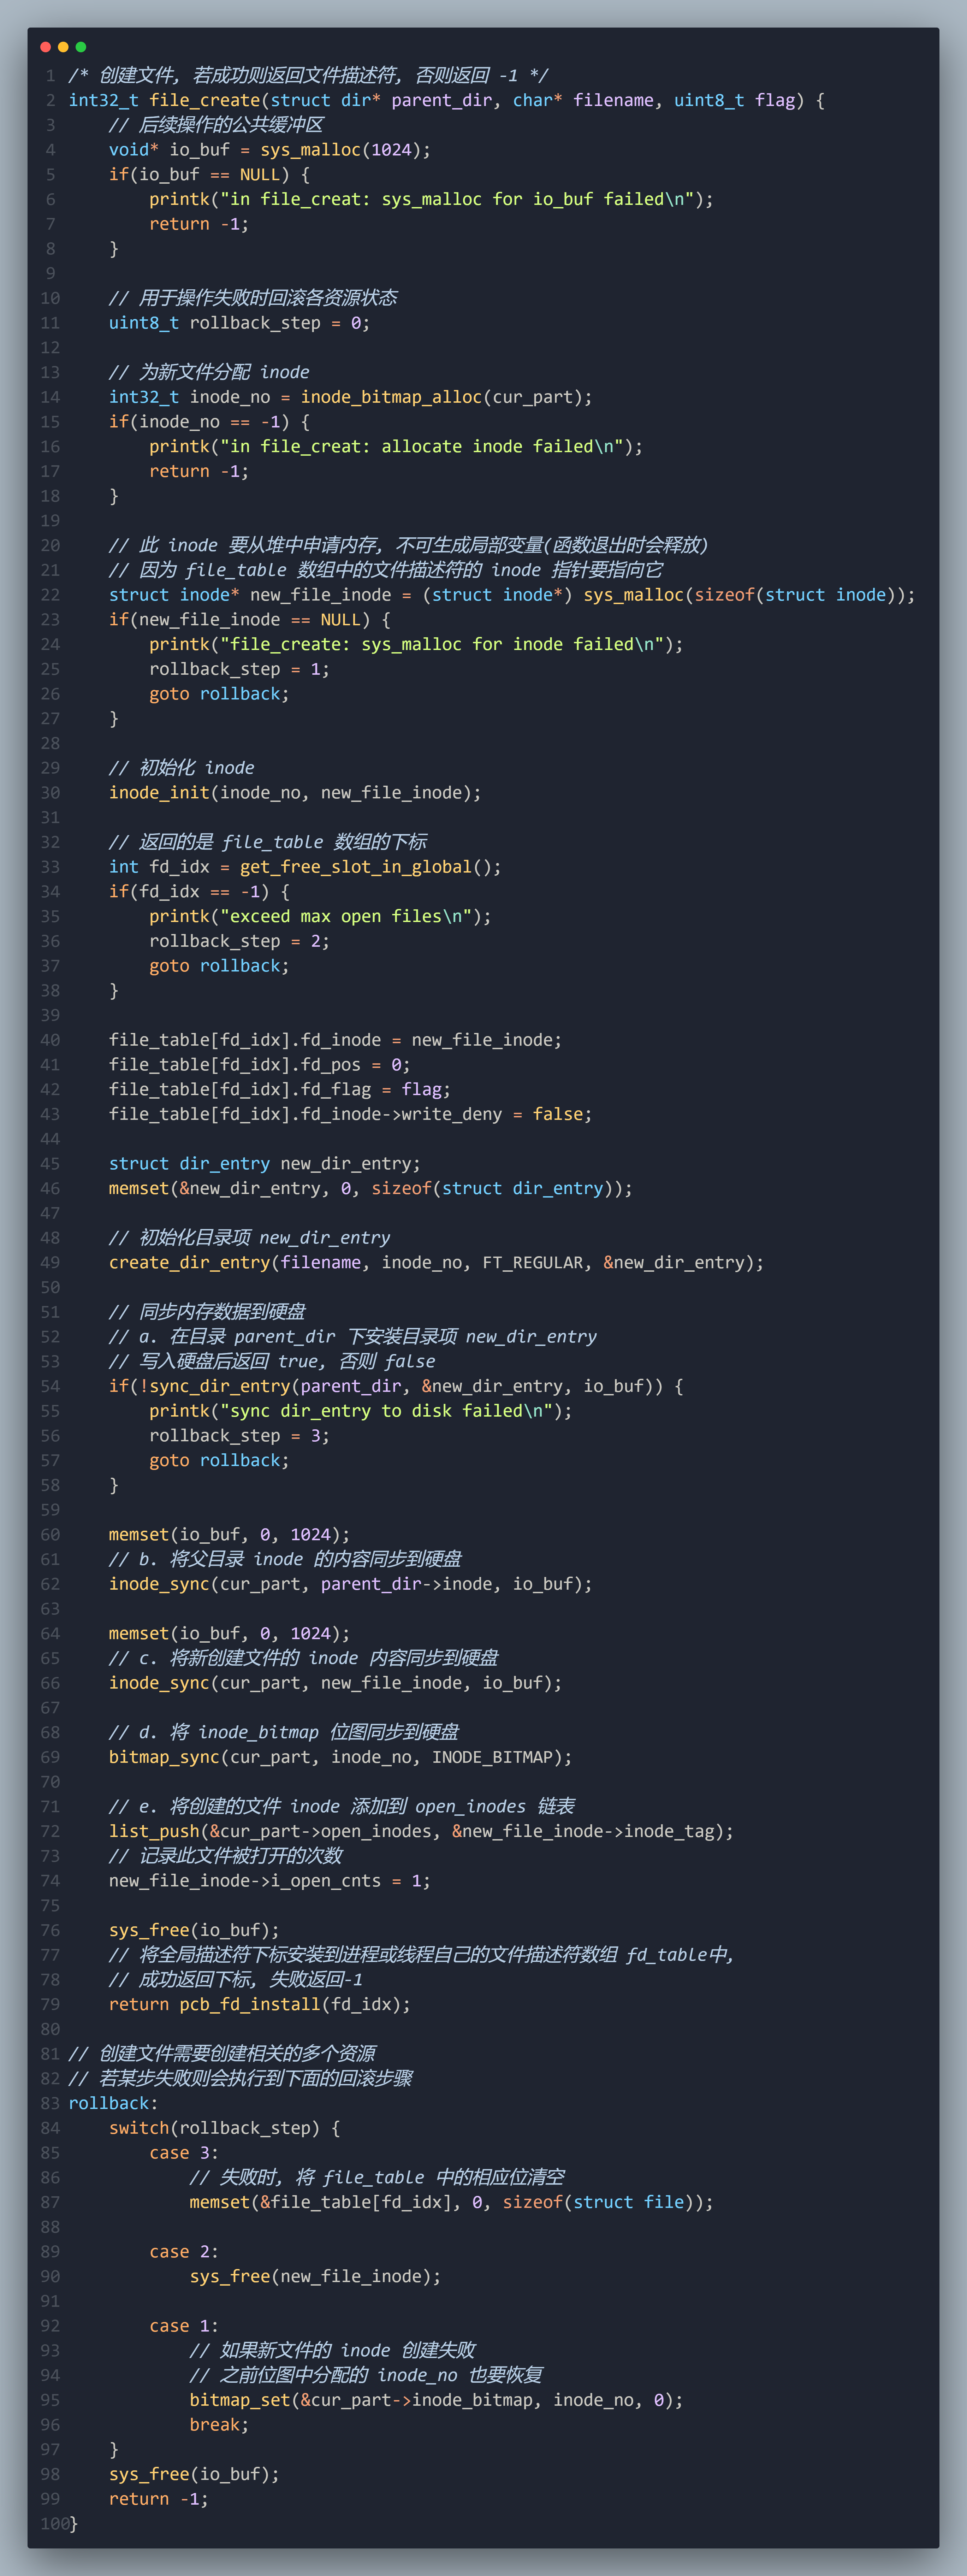 1 /* 创建文件, 若成功则返回文件描述符, 否则返回 -1 */
2 int32_t file_create(struct dir* parent_dir, char* filename, uint8_t flag) {
3     // 后续操作的公共缓冲区
4     void* io_buf = sys_malloc(1024);
5     if(io_buf == NULL) {
6         printk("in file_creat: sys_malloc for io_buf failed\n");
7         return -1;
8     }
9
10     // 用于操作失败时回滚各资源状态
11     uint8_t rollback_step = 0;
12
13     // 为新文件分配 inode
14     int32_t inode_no = inode_bitmap_alloc(cur_part);
15     if(inode_no == -1) {
16         printk("in file_creat: allocate inode failed\n");
17         return -1;
18     }
19
20     // 此 inode 要从堆中申请内存, 不可生成局部变量(函数退出时会释放)
21     // 因为 file_table 数组中的文件描述符的 inode 指针要指向它
22     struct inode* new_file_inode = (struct inode*) sys_malloc(sizeof(struct inode));
23     if(new_file_inode == NULL) {
24         printk("file_create: sys_malloc for inode failed\n");
25         rollback_step = 1;
26         goto rollback;
27     }
28
29     // 初始化 inode
30     inode_init(inode_no, new_file_inode);
31
32     // 返回的是 file_table 数组的下标
33     int fd_idx = get_free_slot_in_global();
34     if(fd_idx == -1) {
35         printk("exceed max open files\n");
36         rollback_step = 2;
37         goto rollback;
38     }
39
40     file_table[fd_idx].fd_inode = new_file_inode;
41     file_table[fd_idx].fd_pos = 0;
42     file_table[fd_idx].fd_flag = flag;
43     file_table[fd_idx].fd_inode->write_deny = false;
44
45     struct dir_entry new_dir_entry;
46     memset(&new_dir_entry, 0, sizeof(struct dir_entry));
47
48     // 初始化目录项 new_dir_entry
49     create_dir_entry(filename, inode_no, FT_REGULAR, &new_dir_entry);
50
51     // 同步内存数据到硬盘
52     // a. 在目录 parent_dir 下安装目录项 new_dir_entry
53     // 写入硬盘后返回 true, 否则 false
54     if(!sync_dir_entry(parent_dir, &new_dir_entry, io_buf)) {
55         printk("sync dir_entry to disk failed\n");
56         rollback_step = 3;
57         goto rollback;
58     }
59
60     memset(io_buf, 0, 1024);
61     // b. 将父目录 inode 的内容同步到硬盘
62     inode_sync(cur_part, parent_dir->inode, io_buf);
63
64     memset(io_buf, 0, 1024);
65     // c. 将新创建文件的 inode 内容同步到硬盘
66     inode_sync(cur_part, new_file_inode, io_buf);
67
68     // d. 将 inode_bitmap 位图同步到硬盘
69     bitmap_sync(cur_part, inode_no, INODE_BITMAP);
70
71     // e. 将创建的文件 inode 添加到 open_inodes 链表
72     list_push(&cur_part->open_inodes, &new_file_inode->inode_tag);
73     // 记录此文件被打开的次数
74     new_file_inode->i_open_cnts = 1;
75
76     sys_free(io_buf);
77     // 将全局描述符下标安装到进程或线程自己的文件描述符数组 fd_table中,
78     // 成功返回下标, 失败返回-1
79     return pcb_fd_install(fd_idx);
80
81 // 创建文件需要创建相关的多个资源
82 // 若某步失败则会执行到下面的回滚步骤
83 rollback:
84     switch(rollback_step) {
85         case 3:
86             // 失败时, 将 file_table 中的相应位清空
87             memset(&file_table[fd_idx], 0, sizeof(struct file));
88
89         case 2:
90             sys_free(new_file_inode);
91
92         case 1:
93             // 如果新文件的 inode 创建失败
94             // 之前位图中分配的 inode_no 也要恢复
95             bitmap_set(&cur_part->inode_bitmap, inode_no, 0);
96             break;
97     }
98     sys_free(io_buf);
99     return -1;
100}